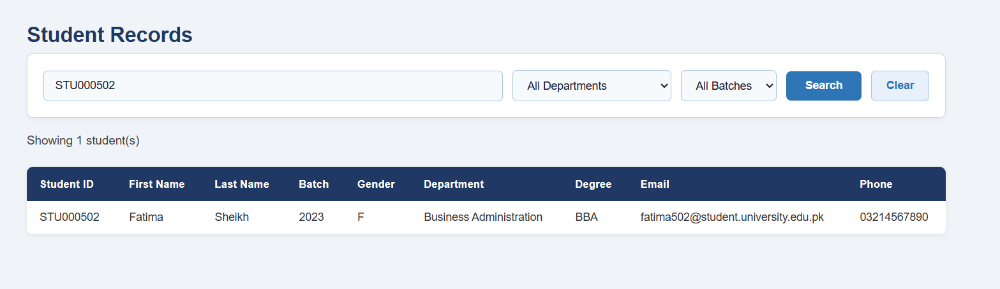 Student Records
STU000502 All Departments All Batches Search Clear
Showing 1 student(s)
Student ID First Name Last Name Batch Gender Department Degree Email Phone
STU000502 Fatima Sheikh 2023 F Business Administration BBA fatima502@student.university.edu.pk 03214567890